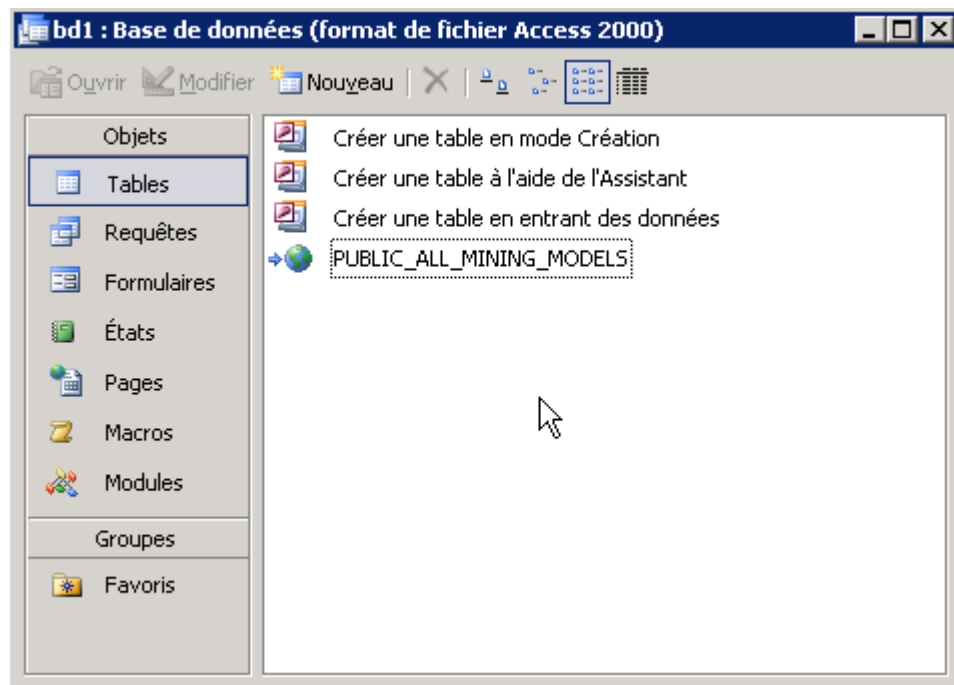 bd1 : Base de données (format de fichier Access 2000)
Ouvrir Modifier Nouveau
Objets
Tables
Requêtes
Formulaires
États
Pages
Macros
Modules
Groupes
Favoris
Créer une table en mode Création
Créer une table à l'aide de l'Assistant
Créer une table en entrant des données
PUBLIC_ALL_MINING_MODELS